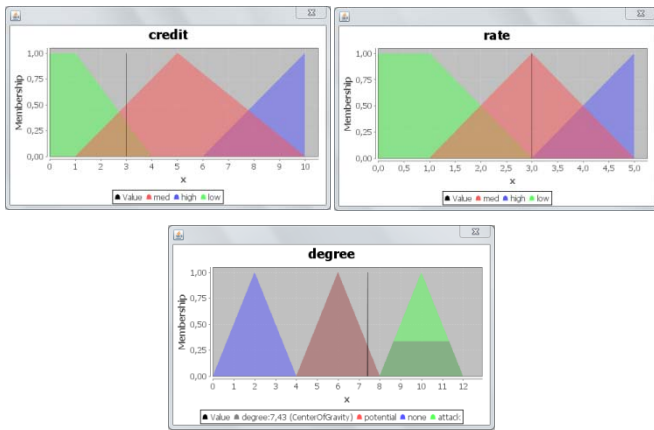 credit
Membership
1,00
0,75
0,50
0,25
0,00
0 1 2 3 4 5 6 7 8 9 10
x
Value med high low
rate
Membership
1,00
0,75
0,50
0,25
0,00
0,0 0,5 1,0 1,5 2,0 2,5 3,0 3,5 4,0 4,5 5,0
x
Value med high low
degree
Membership
1,00
0,75
0,50
0,25
0,00
0 1 2 3 4 5 6 7 8 9 10 11 12
x
Value degree:7,43 (CenterOfGravity) potential none attack